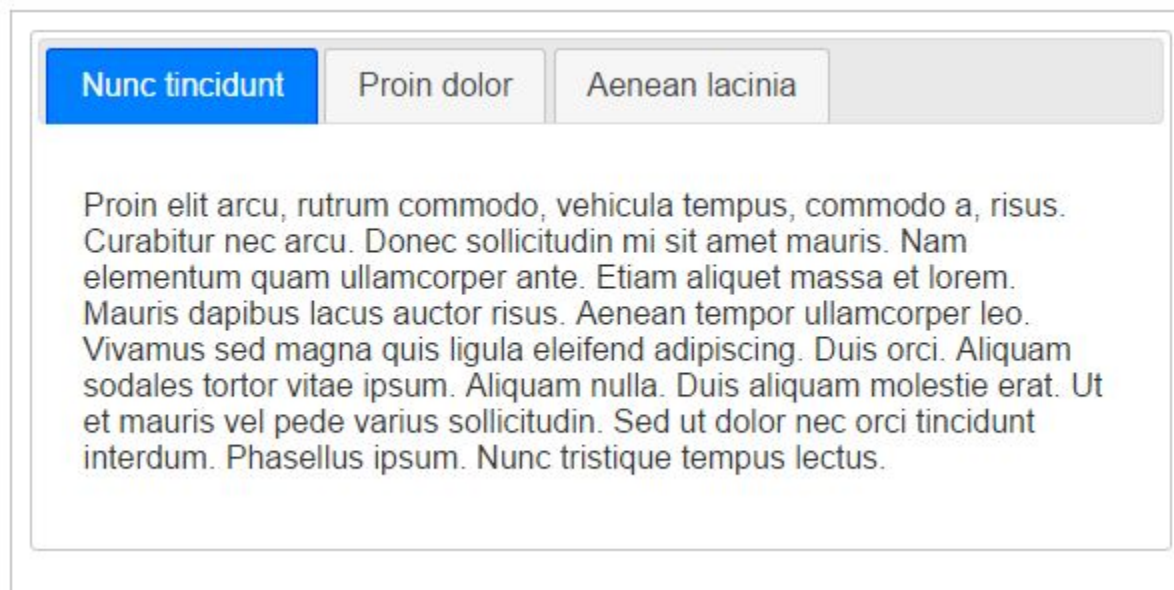 Nunc tincidunt Proin dolor Aenean lacinia
Proin elit arcu, rutrum commodo, vehicula tempus, commodo a, risus.
Curabitur nec arcu. Donec sollicitudin mi sit amet mauris. Nam
elementum quam ullamcorper ante. Etiam aliquet massa et lorem.
Mauris dapibus lacus auctor risus. Aenean tempor ullamcorper leo.
Vivamus sed magna quis ligula eleifend adipiscing. Duis orci. Aliquam
sodales tortor vitae ipsum. Aliquam nulla. Duis aliquam molestie erat. Ut
et mauris vel pede varius sollicitudin. Sed ut dolor nec orci tincidunt
interdum. Phasellus ipsum. Nunc tristique tempus lectus.